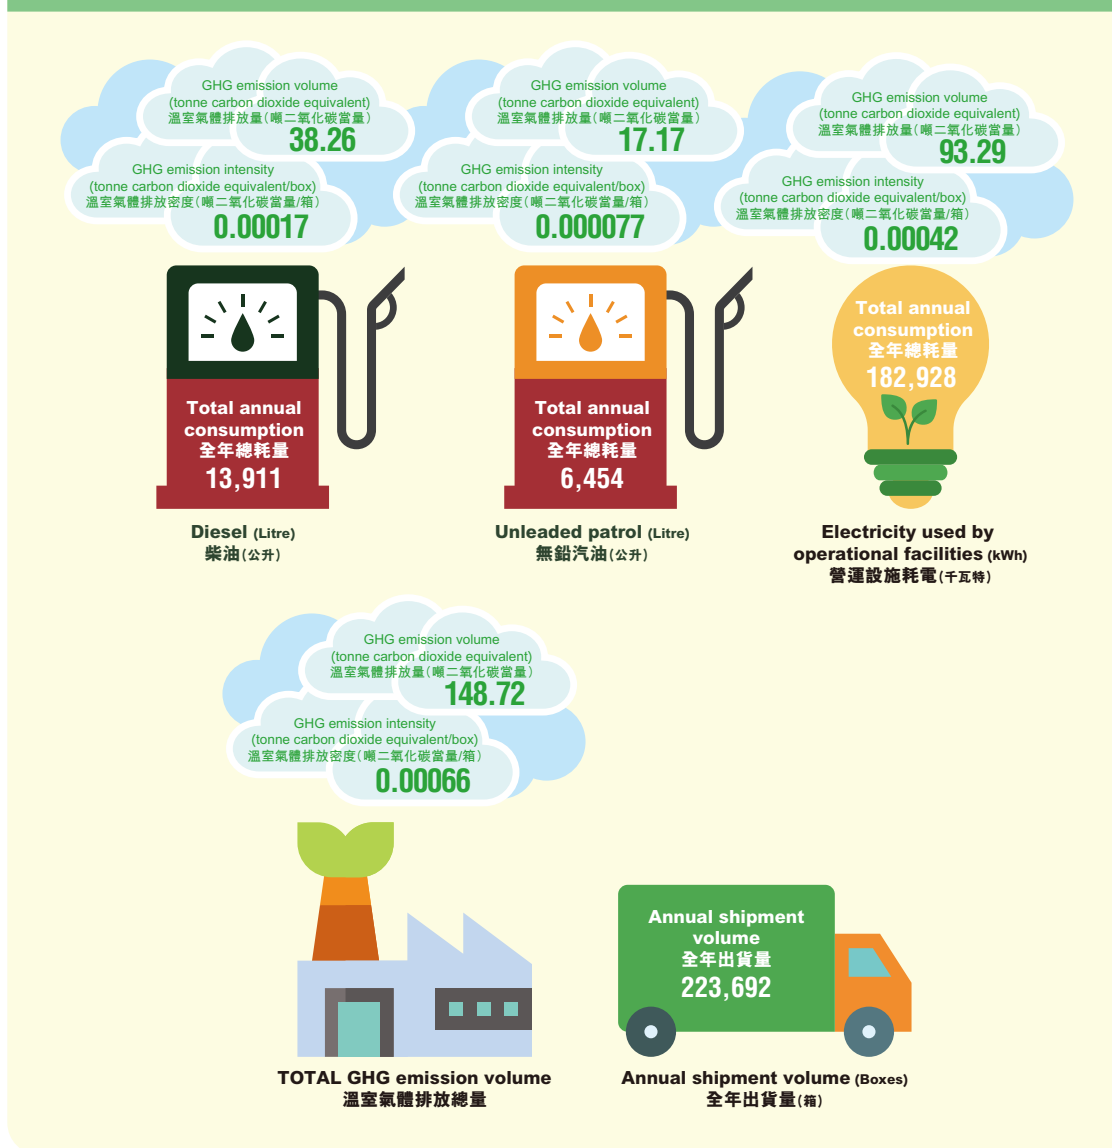 GHG emission volume
(tonne carbon dioxide equivalent)
溫室氣體排放量(噸二氧化碳當量)
38.26
GHG emission intensity
(tonne carbon dioxide equivalent/box)
溫室氣體排放密度(噸二氧化碳當量/箱)
0.00017
Total annual
consumption
全年總耗量
13,911
Diesel (Litre)
柴油(公升)
GHG emission volume
(tonne carbon dioxide equivalent)
溫室氣體排放量(噸二氧化碳當量)
17.17
GHG emission intensity
(tonne carbon dioxide equivalent/box)
溫室氣體排放密度(噸二氧化碳當量/箱)
0.000077
Total annual
consumption
全年總耗量
6,454
Unleaded patrol (Litre)
無鉛汽油(公升)
GHG emission volume
(tonne carbon dioxide equivalent)
溫室氣體排放量(噸二氧化碳當量)
93.29
GHG emission intensity
(tonne carbon dioxide equivalent/box)
溫室氣體排放密度(噸二氧化碳當量/箱)
0.00042
Total annual
consumption
全年總耗量
182,928
Electricity used by
operational facilities (kWh)
營運設施耗電(千瓦特)
GHG emission volume
(tonne carbon dioxide equivalent)
溫室氣體排放量(噸二氧化碳當量)
148.72
GHG emission intensity
(tonne carbon dioxide equivalent/box)
溫室氣體排放密度(噸二氧化碳當量/箱)
0.00066
TOTAL GHG emission volume
溫室氣體排放總量
Annual shipment
volume
全年出貨量
223,692
Annual shipment volume (Boxes)
全年出貨量(箱)